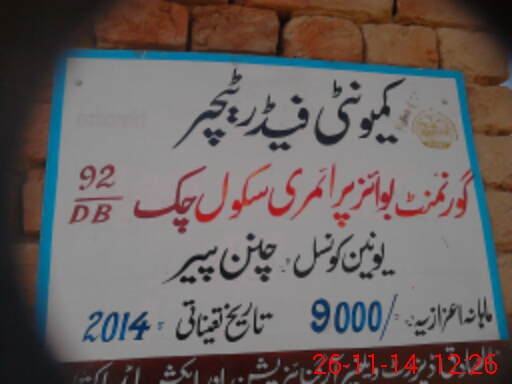 کمیونٹی فیڈر ٹیچر
گورنمنٹ بوائز پرائمری سکول چک 92/DB
یونین کونسل: چنن پیر
ماہانہ اعزازیہ: 9000/= تاریخ تعیناتی: 2014
26-11-14 12:26